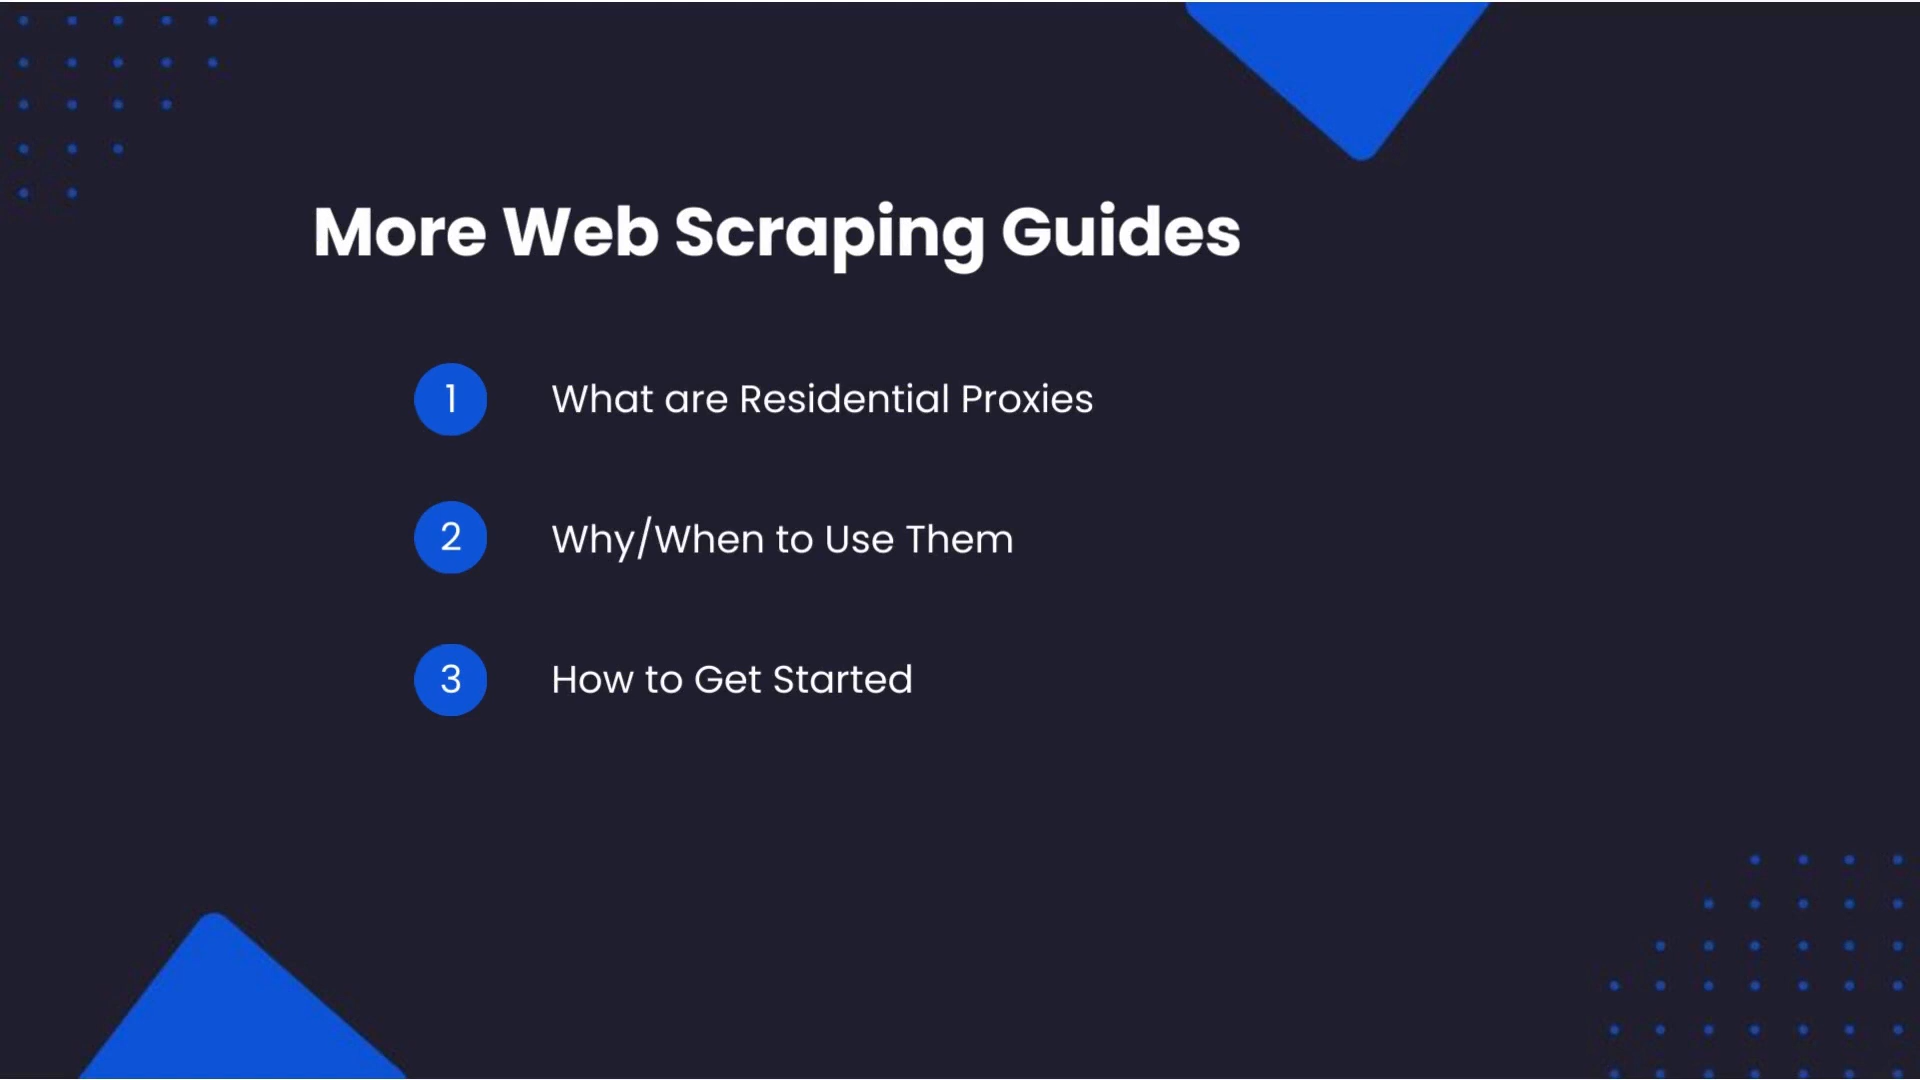 More Web Scraping Guides
1 What are Residential Proxies
2 Why/When to Use Them
3 How to Get Started